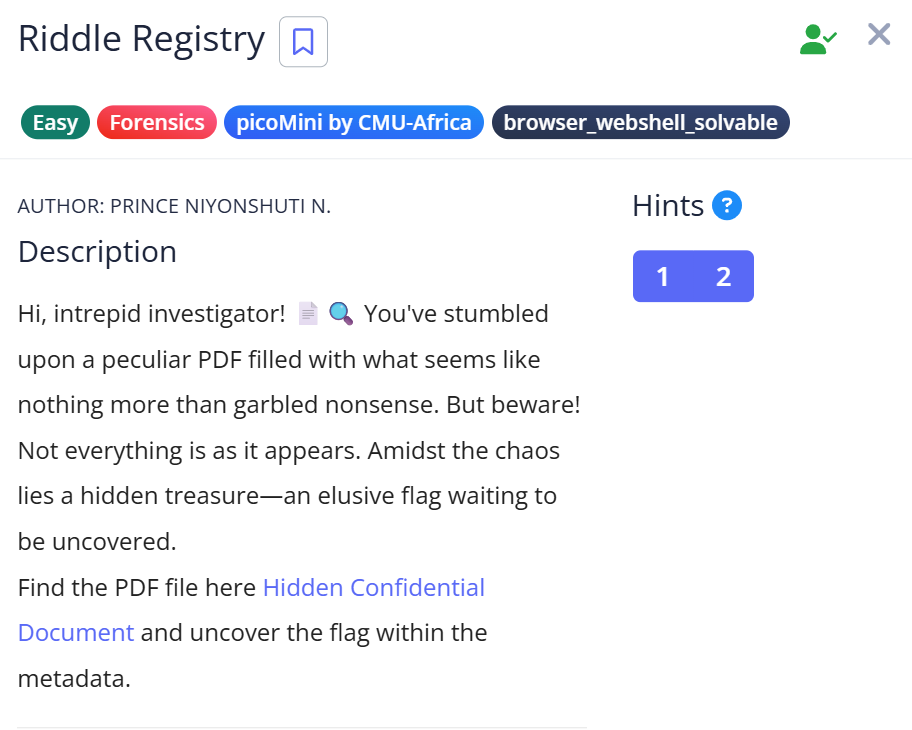 Riddle Registry
Easy Forensics picoMini by CMU-Africa browser_webshell_solvable
AUTHOR: PRINCE NIYONSHUTI N.
Description
Hi, intrepid investigator! 📄 🔍 You've stumbled
upon a peculiar PDF filled with what seems like
nothing more than garbled nonsense. But beware!
Not everything is as it appears. Amidst the chaos
lies a hidden treasure—an elusive flag waiting to
be uncovered.
Find the PDF file here Hidden Confidential
Document and uncover the flag within the
metadata.
Hints ?
1 2